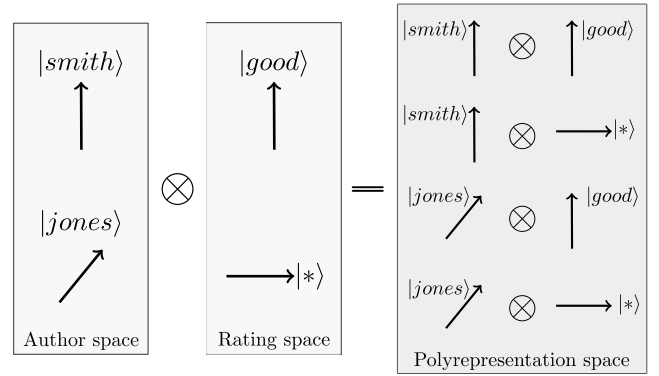 |smith⟩
|jones⟩
Author space
⊗
|good⟩
|∗⟩
Rating space
=
|smith⟩ ⊗ |good⟩
|smith⟩ ⊗ |∗⟩
|jones⟩ ⊗ |good⟩
|jones⟩ ⊗ |∗⟩
Polyrepresentation space